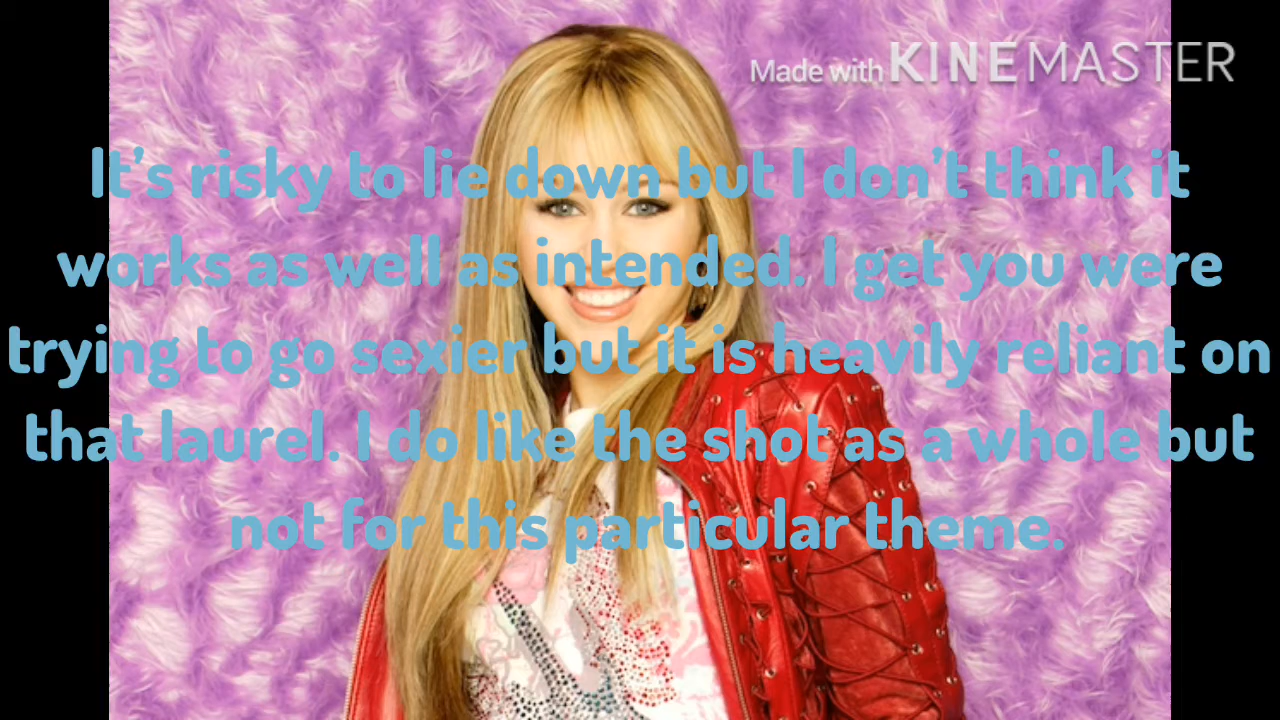 Made with KINEMASTER
It's risky to lie down but I don't think it
works as well as intended. I get you were
trying to go sexier but it is heavily reliant on
that laurel. I do like the shot as a whole but
not for this particular theme.